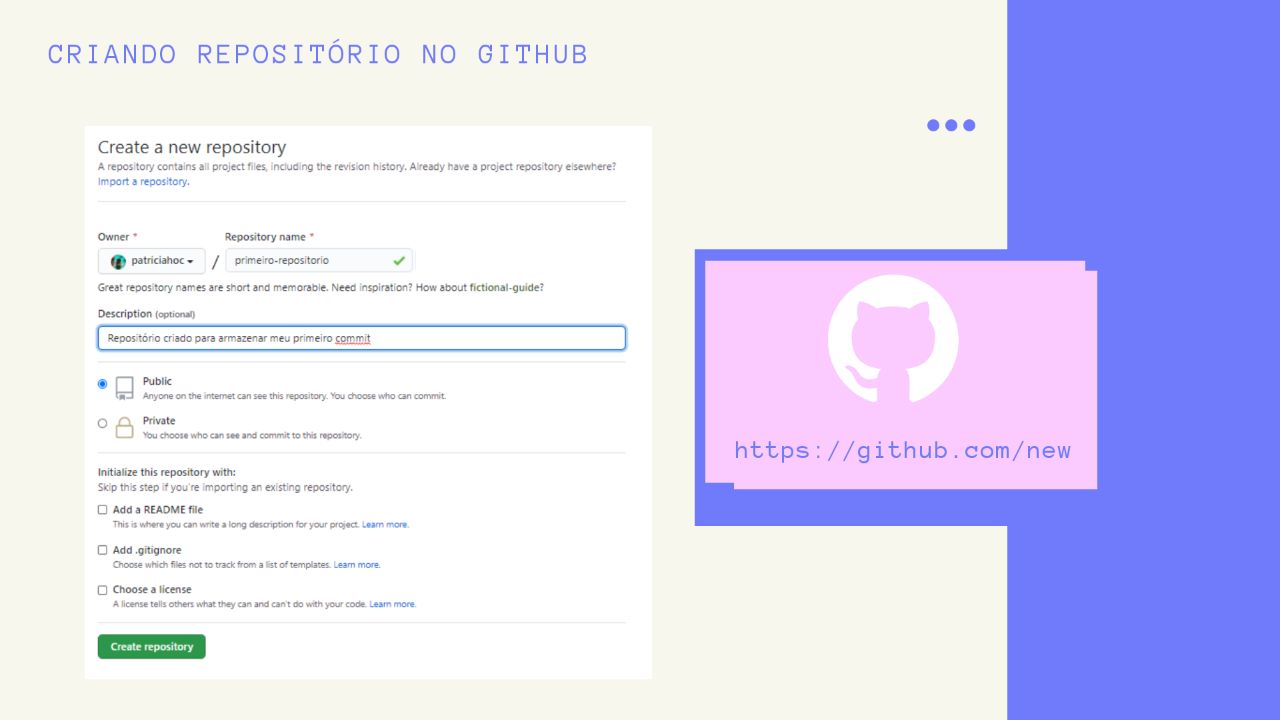 CRIANDO REPOSITÓRIO NO GITHUB
Create a new repository
A repository contains all project files, including the revision history. Already have a project repository elsewhere?
Import a repository.
Owner * Repository name *
patriciahoc / primeiro-repositorio
Great repository names are short and memorable. Need inspiration? How about fictional-guide?
Description (optional)
Repositório criado para armazenar meu primeiro commit
Public
Anyone on the internet can see this repository. You choose who can commit.
Private
You choose who can see and commit to this repository.
Initialize this repository with:
Skip this step if you're importing an existing repository.
Add a README file
This is where you can write a long description for your project. Learn more.
Add .gitignore
Choose which files not to track from a list of templates. Learn more.
Choose a license
A license tells others what they can and can't do with your code. Learn more.
Create repository
https://github.com/new